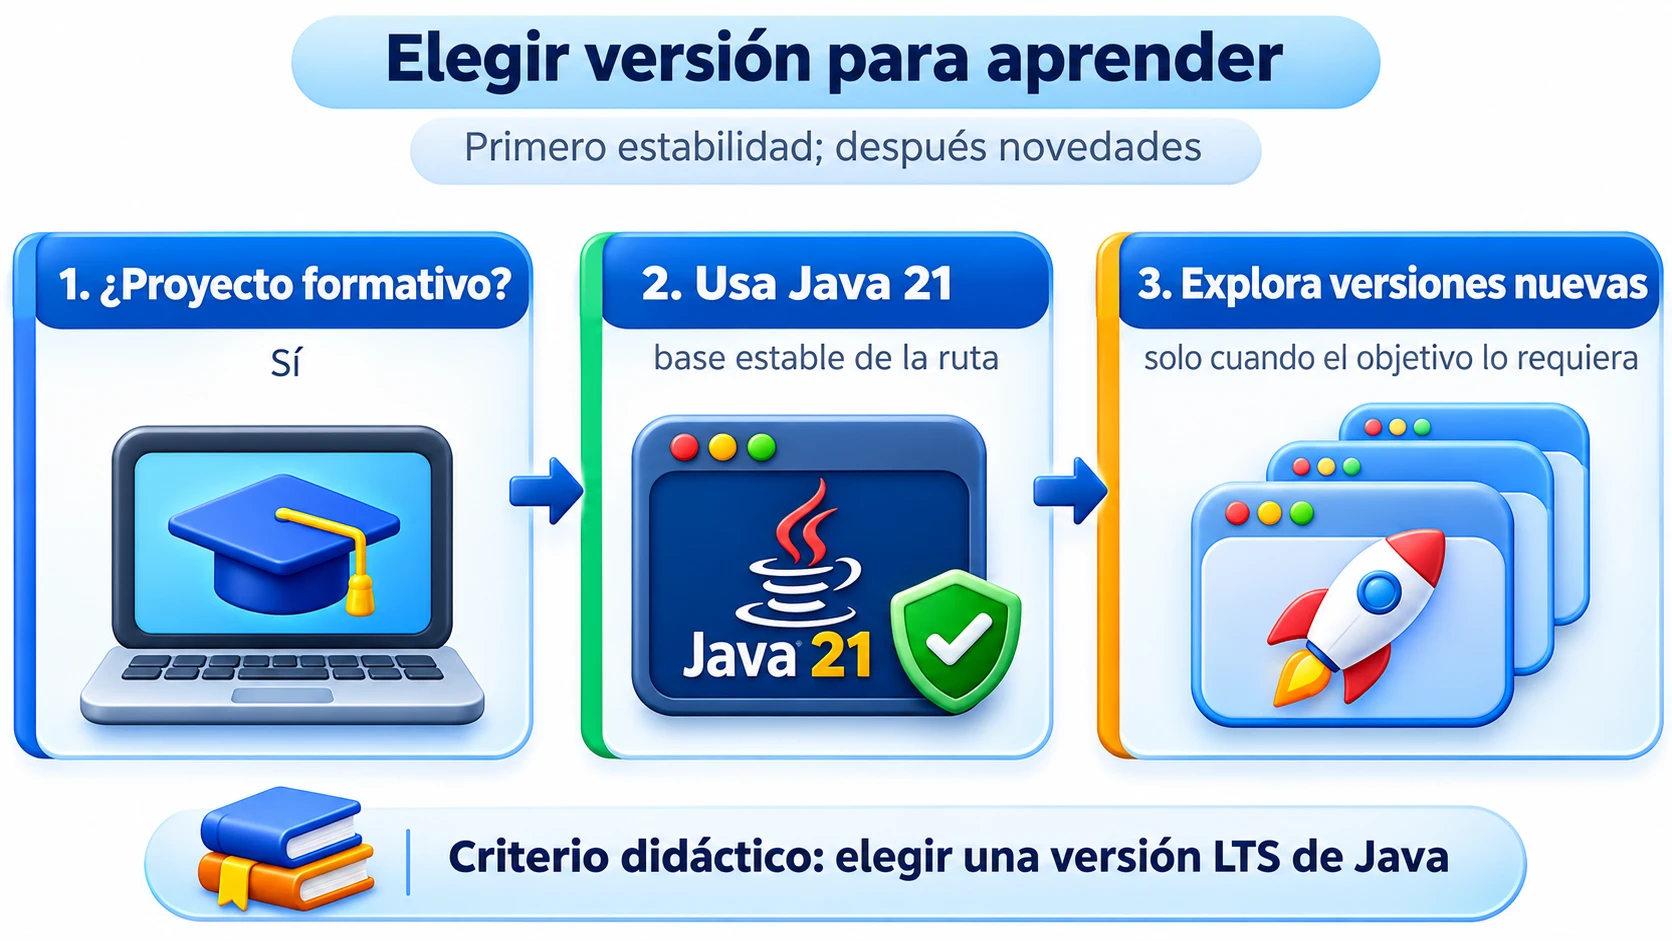 Elegir versión para aprender
Primero estabilidad; después novedades
1. ¿Proyecto formativo?
Sí
2. Usa Java 21
base estable de la ruta
Java 21
3. Explora versiones nuevas
solo cuando el objetivo lo requiera
Criterio didáctico: elegir una versión LTS de Java